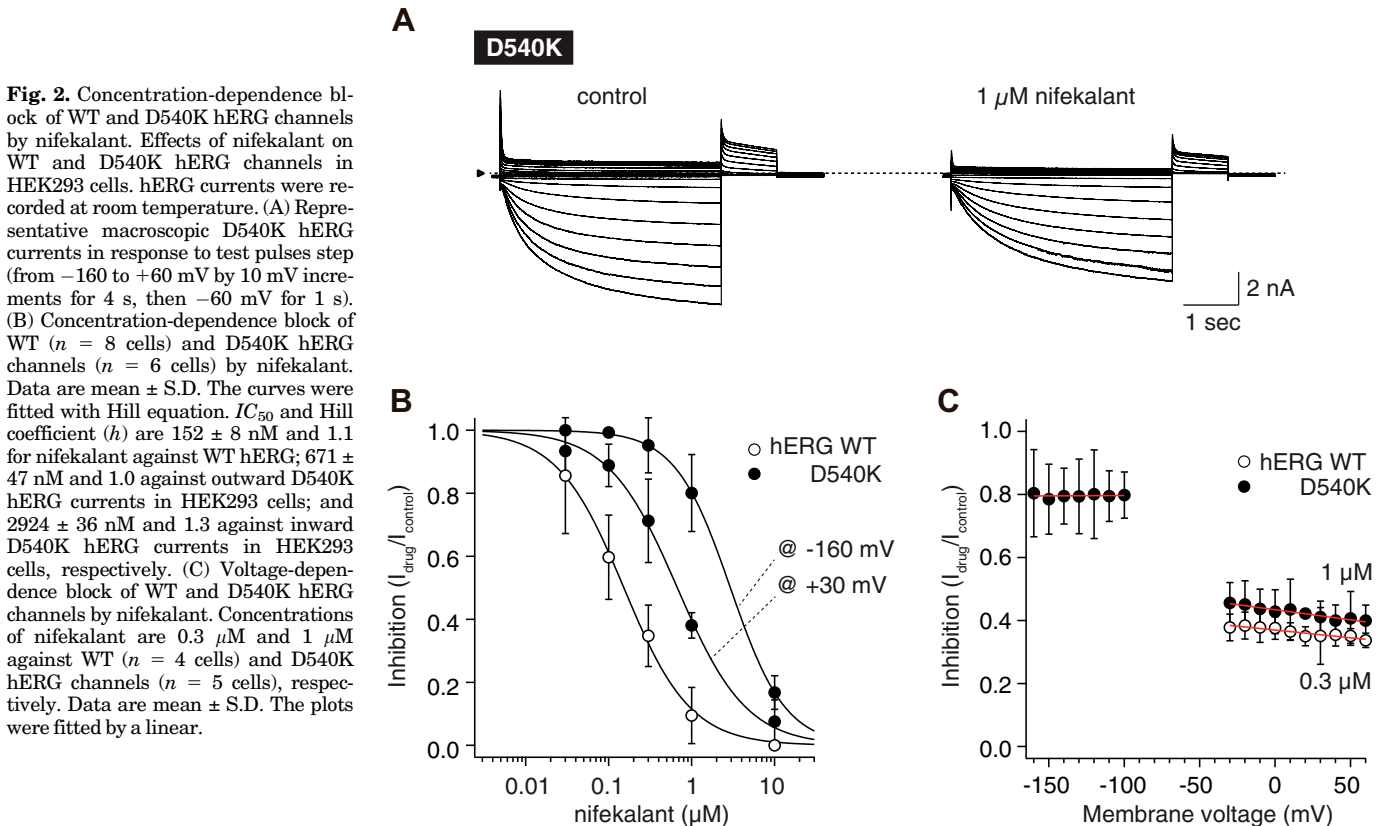 Fig. 2. Concentration-dependence bl-
ock of WT and D540K hERG channels
by nifekalant. Effects of nifekalant on
WT and D540K hERG channels in
HEK293 cells. hERG currents were re-
corded at room temperature. (A) Repre-
sentative macroscopic D540K hERG
currents in response to test pulses step
(from −160 to +60 mV by 10 mV incre-
ments for 4 s, then −60 mV for 1 s).
(B) Concentration-dependence block of
WT (n = 8 cells) and D540K hERG
channels (n = 6 cells) by nifekalant.
Data are mean ± S.D. The curves were
fitted with Hill equation. IC50 and Hill
coefficient (h) are 152 ± 8 nM and 1.1
for nifekalant against WT hERG; 671 ±
47 nM and 1.0 against outward D540K
hERG currents in HEK293 cells; and
2924 ± 36 nM and 1.3 against inward
D540K hERG currents in HEK293
cells, respectively. (C) Voltage-depen-
dence block of WT and D540K hERG
channels by nifekalant. Concentrations
of nifekalant are 0.3 μM and 1 μM
against WT (n = 4 cells) and D540K
hERG channels (n = 5 cells), respec-
tively. Data are mean ± S.D. The plots
were fitted by a linear.
A
D540K
control
1 μM nifekalant
2 nA
1 sec
B
Inhibition (Idrug/Icontrol)
1.0
0.8
0.6
0.4
0.2
0.0
hERG WT
D540K
@ -160 mV
@ +30 mV
0.01 0.1 1 10
nifekalant (μM)
C
Inhibition (Idrug/Icontrol)
1.0
0.8
0.6
0.4
0.2
0.0
hERG WT
D540K
1 μM
0.3 μM
-150 -100 -50 0 50
Membrane voltage (mV)